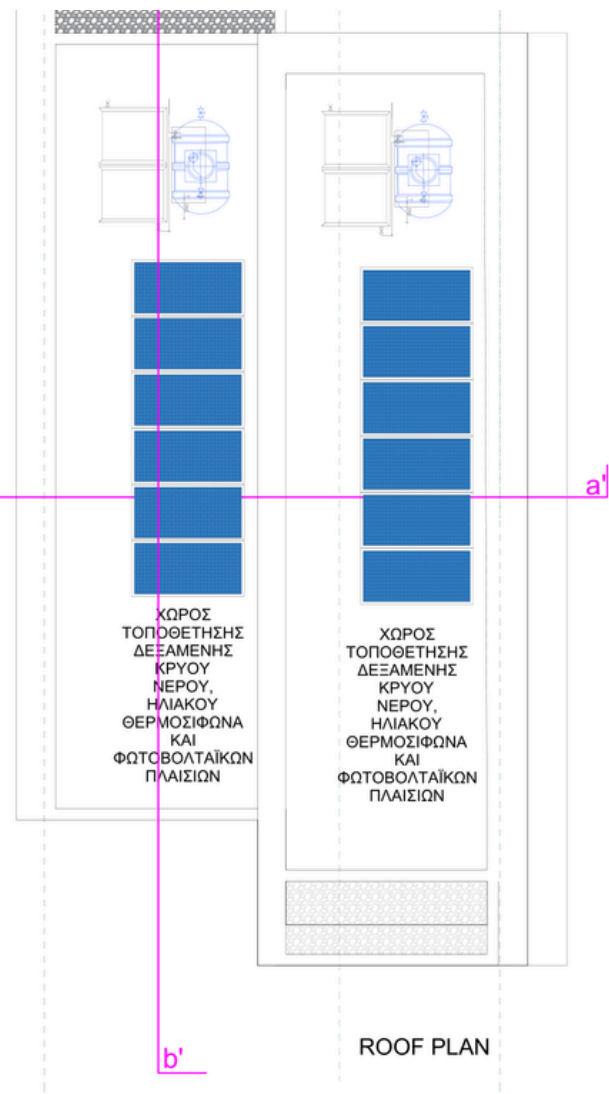 a'
ΧΩΡΟΣ
ΤΟΠΟΘΕΤΗΣΗΣ
ΔΕΞΑΜΕΝΗΣ
ΚΡΥΟΥ
ΝΕΡΟΥ,
ΗΛΙΑΚΟΥ
ΘΕΡΜΟΣΙΦΩΝΑ
ΚΑΙ
ΦΩΤΟΒΟΛΤΑΪΚΩΝ
ΠΛΑΙΣΙΩΝ
ΧΩΡΟΣ
ΤΟΠΟΘΕΤΗΣΗΣ
ΔΕΞΑΜΕΝΗΣ
ΚΡΥΟΥ
ΝΕΡΟΥ,
ΗΛΙΑΚΟΥ
ΘΕΡΜΟΣΙΦΩΝΑ
ΚΑΙ
ΦΩΤΟΒΟΛΤΑΪΚΩΝ
ΠΛΑΙΣΙΩΝ
ROOF PLAN
b'